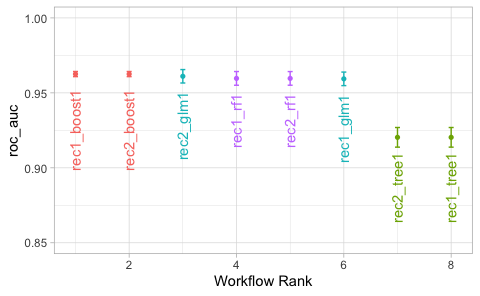 1.00
0.95
0.90
0.85
roc_auc
rec1_boost1
rec2_boost1
rec2_glm1
rec1_rf1
rec2_rf1
rec1_glm1
rec2_tree1
rec1_tree1
2 4 6 8
Workflow Rank